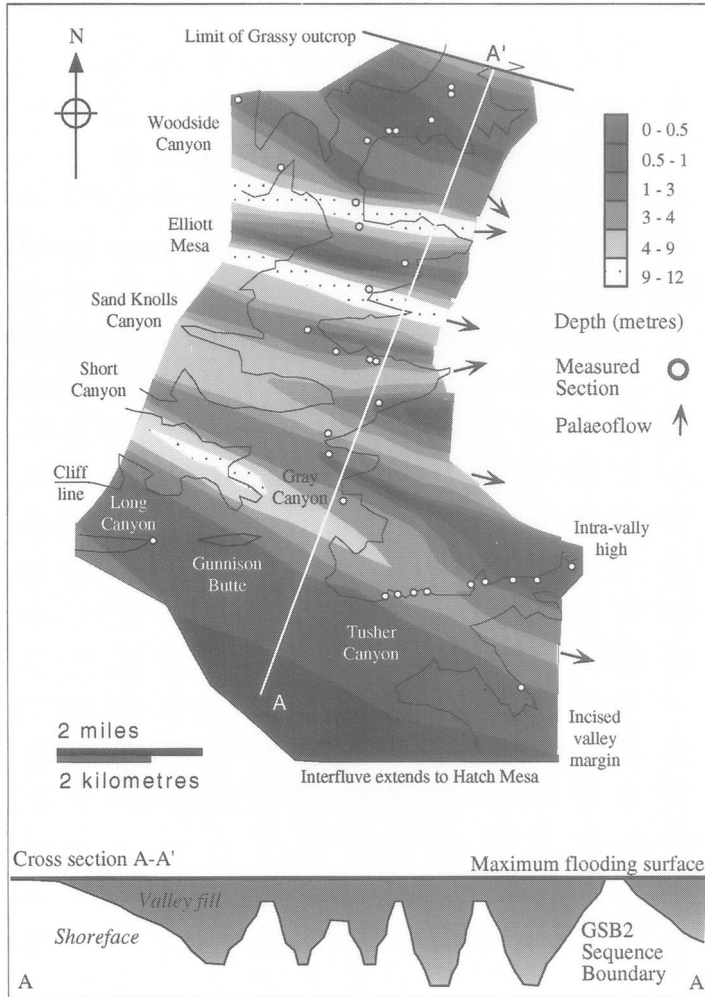 Limit of Grassy outcrop
N
A'
Woodside
Canyon
0 - 0.5
0.5 - 1
1 - 3
3 - 4
4 - 9
9 - 12
Elliott
Mesa
Sand Knolls
Canyon
Depth (metres)
Measured
Section
Short
Canyon
Palaeoflow
Cliff
line
Gray
Canyon
Long
Canyon
Intra-vally
high
Gunnison
Butte
Tusher
Canyon
A
2 miles
2 kilometres
Incised
valley
margin
Interfluve extends to Hatch Mesa
Cross section A-A'
Maximum flooding surface
Valley fill
Shoreface
GSB2
Sequence
Boundary
A
A